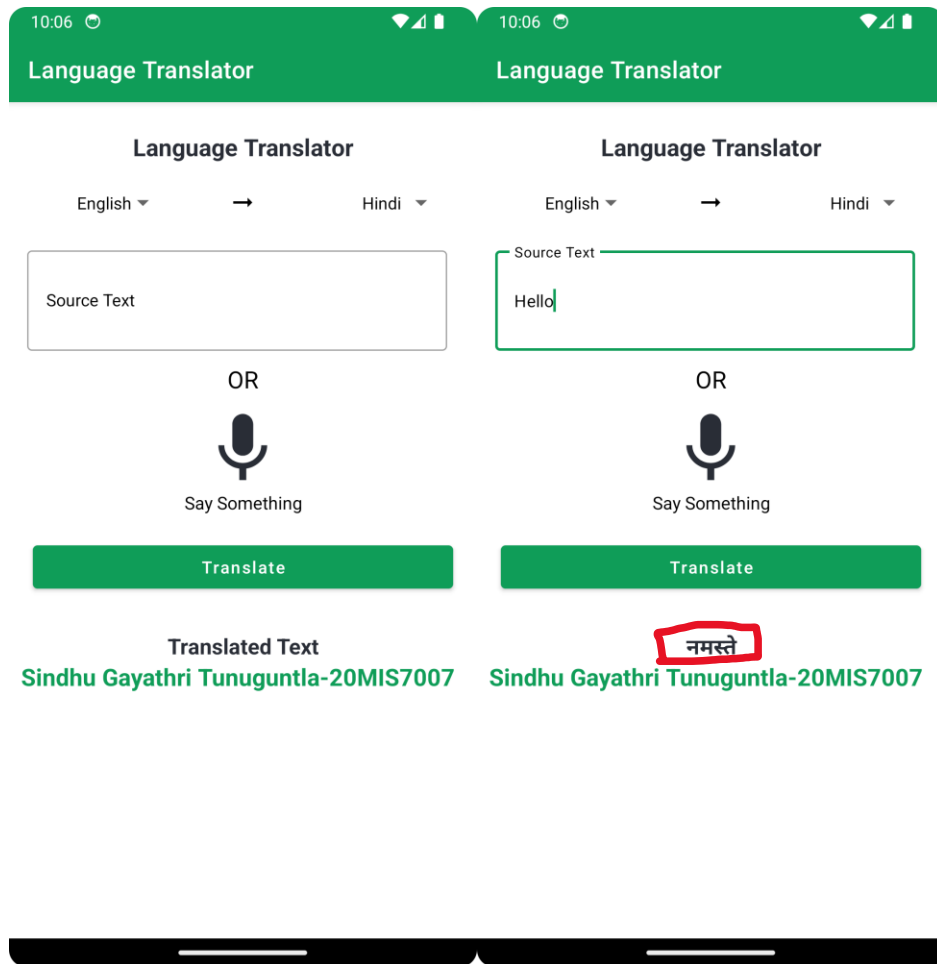 10:06
Language Translator
Language Translator
English
Hindi
Source Text
OR
Say Something
Translate
Translated Text
Sindhu Gayathri Tunuguntla-20MIS7007
10:06
Language Translator
Language Translator
English
Hindi
Source Text
Hello
OR
Say Something
Translate
नमस्ते
Sindhu Gayathri Tunuguntla-20MIS7007